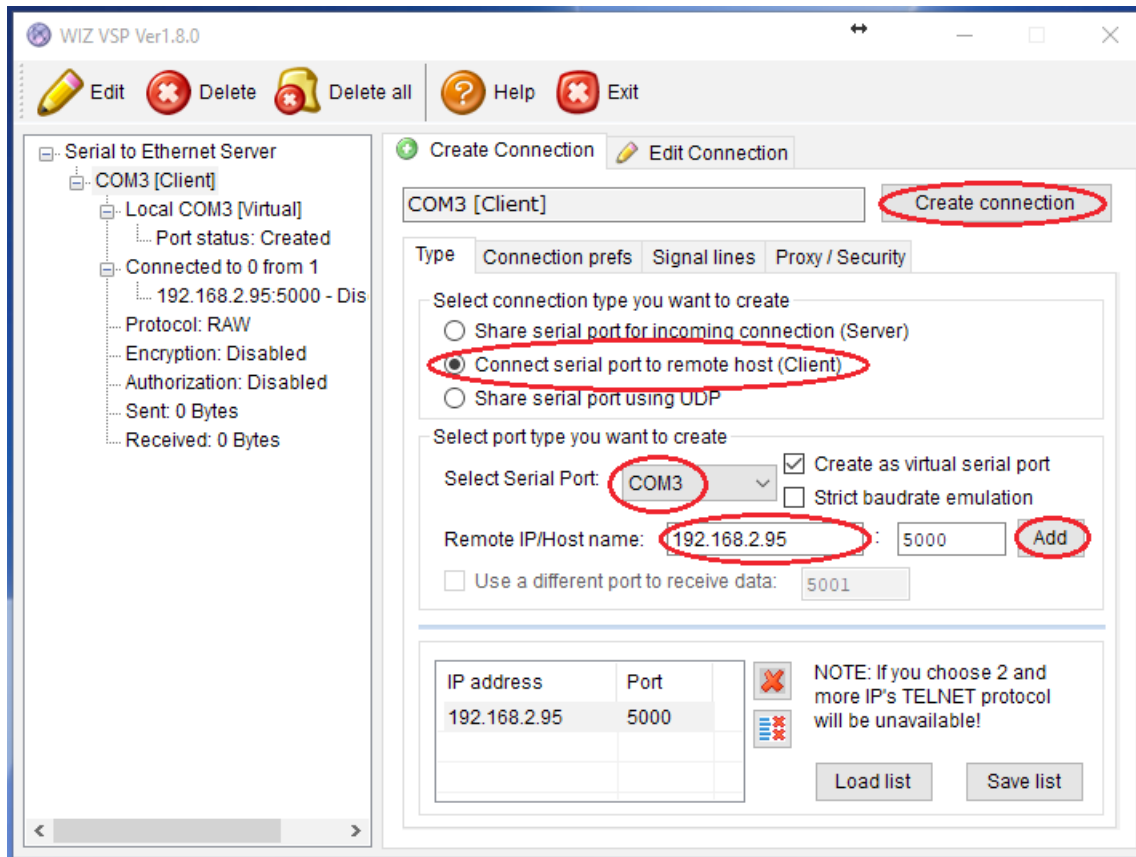 WIZ VSP Ver1.8.0
Edit Delete Delete all Help Exit
Serial to Ethernet Server
COM3 [Client]
Local COM3 [Virtual]
Port status: Created
Connected to 0 from 1
192.168.2.95:5000 - Dis
Protocol: RAW
Encryption: Disabled
Authorization: Disabled
Sent: 0 Bytes
Received: 0 Bytes
Create Connection Edit Connection
COM3 [Client] Create connection
Type Connection prefs Signal lines Proxy / Security
Select connection type you want to create
Share serial port for incoming connection (Server)
Connect serial port to remote host (Client)
Share serial port using UDP
Select port type you want to create
Select Serial Port: COM3
Create as virtual serial port
Strict baudrate emulation
Remote IP/Host name: 192.168.2.95 : 5000 Add
Use a different port to receive data: 5001
IP address Port
192.168.2.95 5000
NOTE: If you choose 2 and
more IP's TELNET protocol
will be unavailable!
Load list Save list